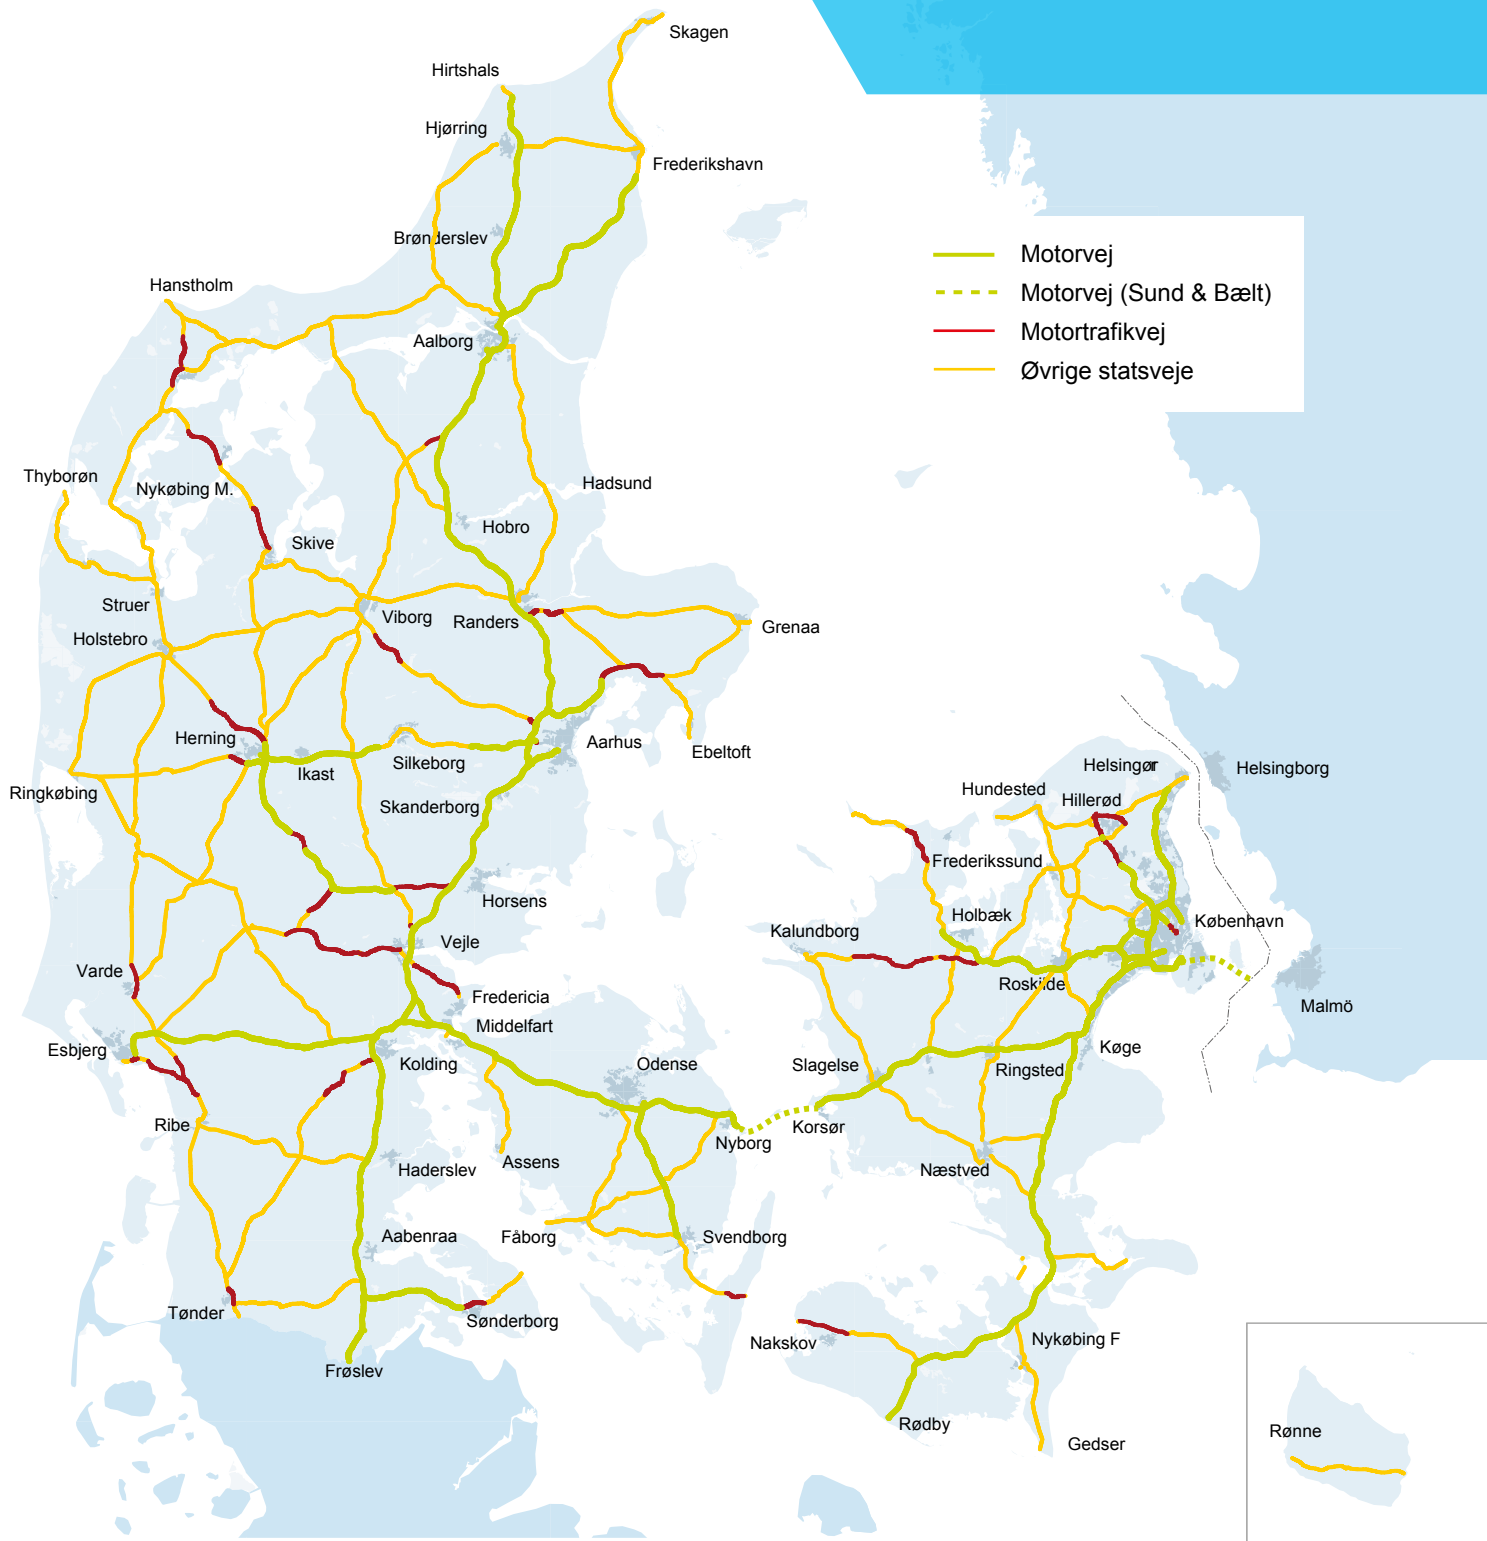 Skagen
Hirtshals
Hjørring
Frederikshavn
Brønderslev
Motorvej
Motorvej (Sund & Bælt)
Motortrafikvej
Øvrige statsveje
Hanstholm
Aalborg
Thyborøn
Nykøbing M.
Hadsund
Hobro
Skive
Struer
Viborg
Randers
Holstebro
Grenaa
Herning
Aarhus
Ebeltoft
Ikast
Silkeborg
Ringkøbing
Skanderborg
Helsingør
Helsingborg
Hundested
Hillerød
Frederikssund
Horsens
Holbæk
København
Kalundborg
Vejle
Varde
Roskilde
Fredericia
Malmö
Middelfart
Esbjerg
Kolding
Odense
Slagelse
Køge
Ringsted
Ribe
Nyborg
Korsør
Haderslev
Assens
Næstved
Aabenraa
Fåborg
Svendborg
Tønder
Sønderborg
Nakskov
Nykøbing F
Frøslev
Rødby
Gedser
Rønne